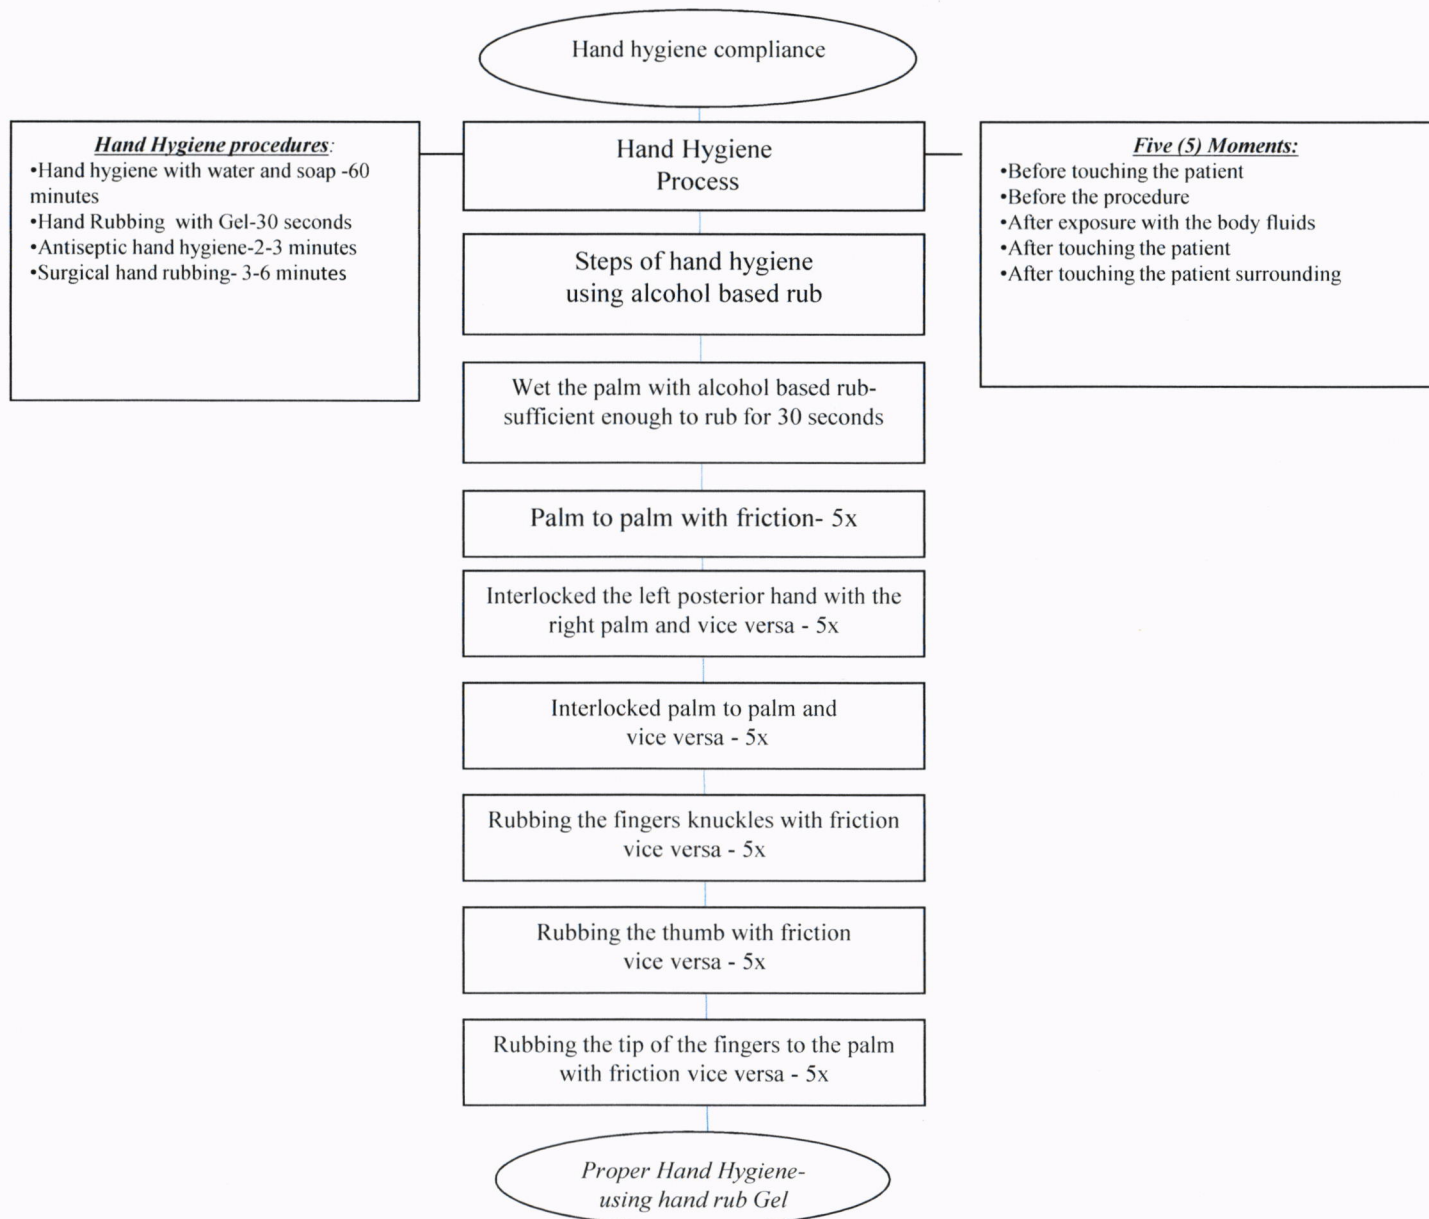 Hand hygiene compliance
Hand Hygiene procedures:
•Hand hygiene with water and soap -60
minutes
•Hand Rubbing with Gel-30 seconds
•Antiseptic hand hygiene-2-3 minutes
•Surgical hand rubbing- 3-6 minutes
Hand Hygiene
Process
Five (5) Moments:
•Before touching the patient
•Before the procedure
•After exposure with the body fluids
•After touching the patient
•After touching the patient surrounding
Steps of hand hygiene
using alcohol based rub
Wet the palm with alcohol based rub-
sufficient enough to rub for 30 seconds
Palm to palm with friction- 5x
Interlocked the left posterior hand with the
right palm and vice versa - 5x
Interlocked palm to palm and
vice versa - 5x
Rubbing the fingers knuckles with friction
vice versa - 5x
Rubbing the thumb with friction
vice versa - 5x
Rubbing the tip of the fingers to the palm
with friction vice versa - 5x
Proper Hand Hygiene-
using hand rub Gel